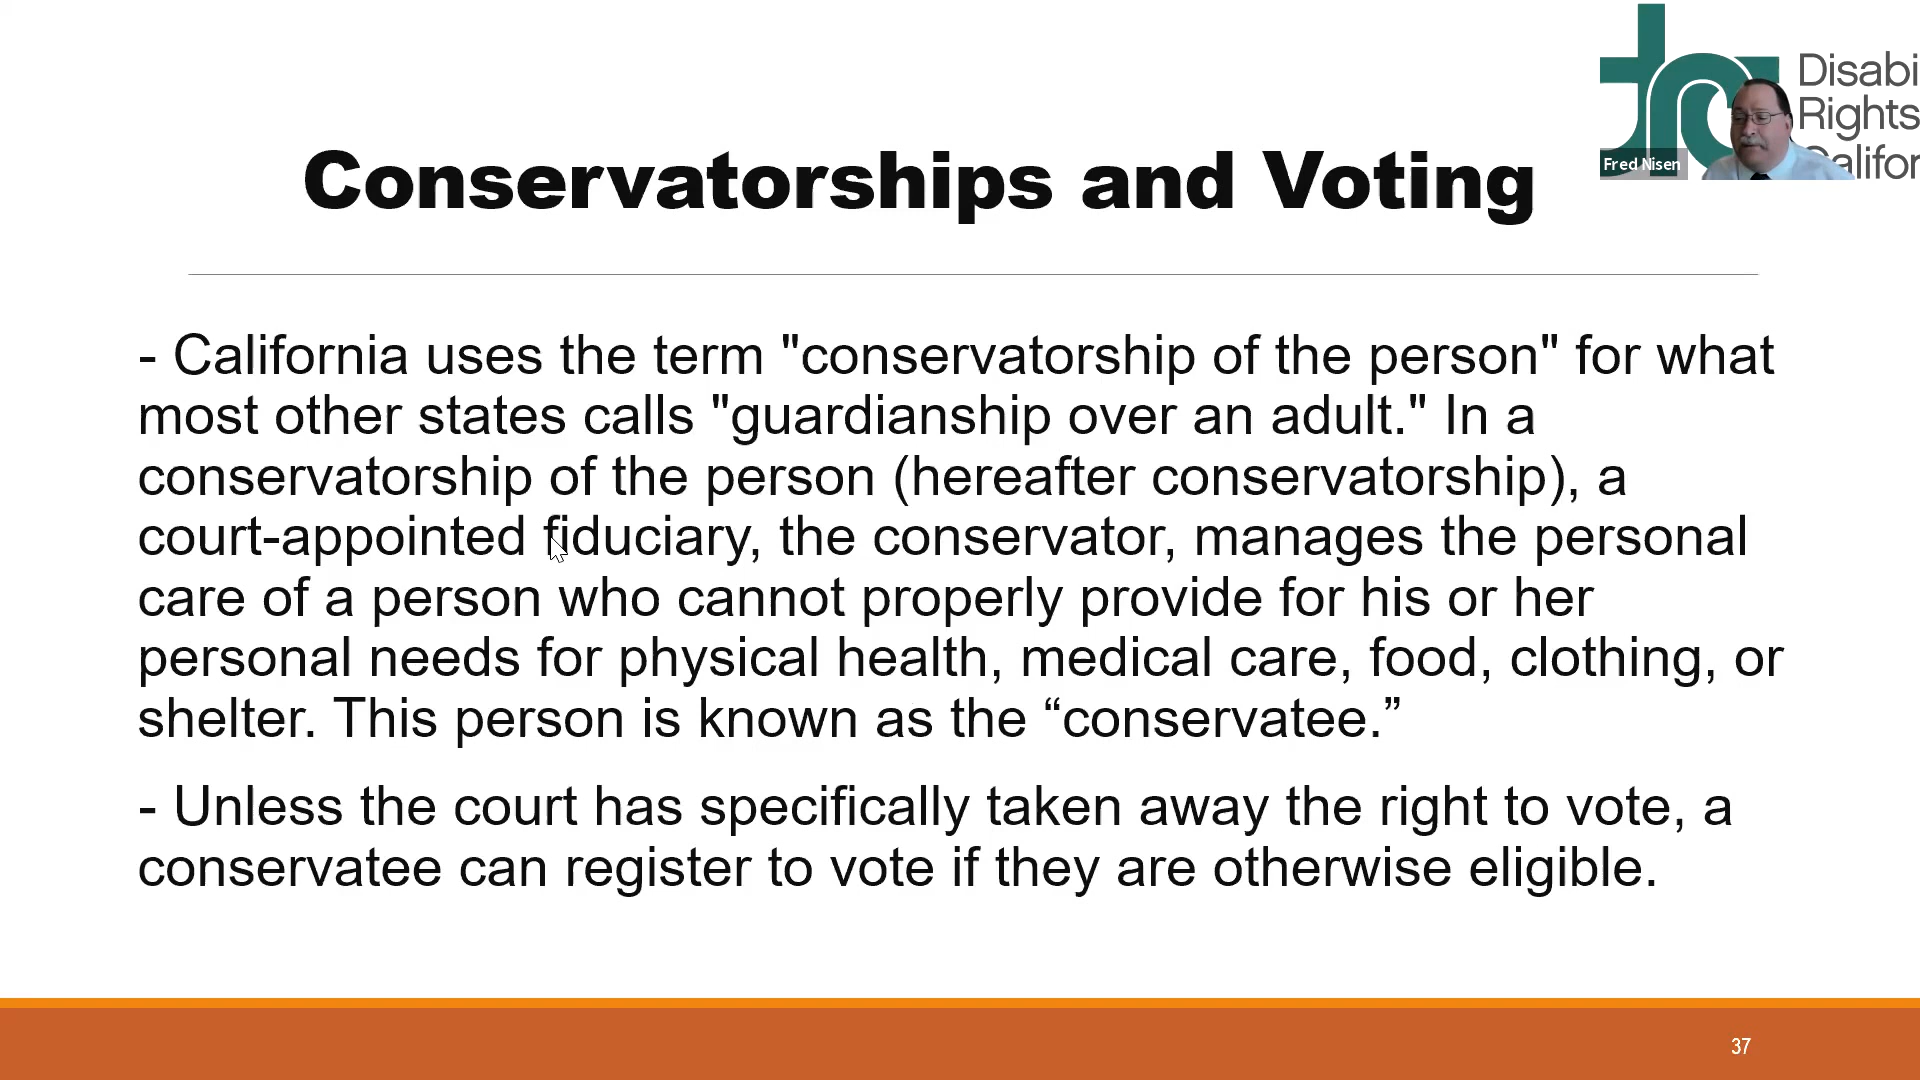 Disabi
Rights
Califor
Fred Nisen
Conservatorships and Voting
- California uses the term "conservatorship of the person" for what
most other states calls "guardianship over an adult." In a
conservatorship of the person (hereafter conservatorship), a
court-appointed fiduciary, the conservator, manages the personal
care of a person who cannot properly provide for his or her
personal needs for physical health, medical care, food, clothing, or
shelter. This person is known as the “conservatee.”
- Unless the court has specifically taken away the right to vote, a
conservatee can register to vote if they are otherwise eligible.
37